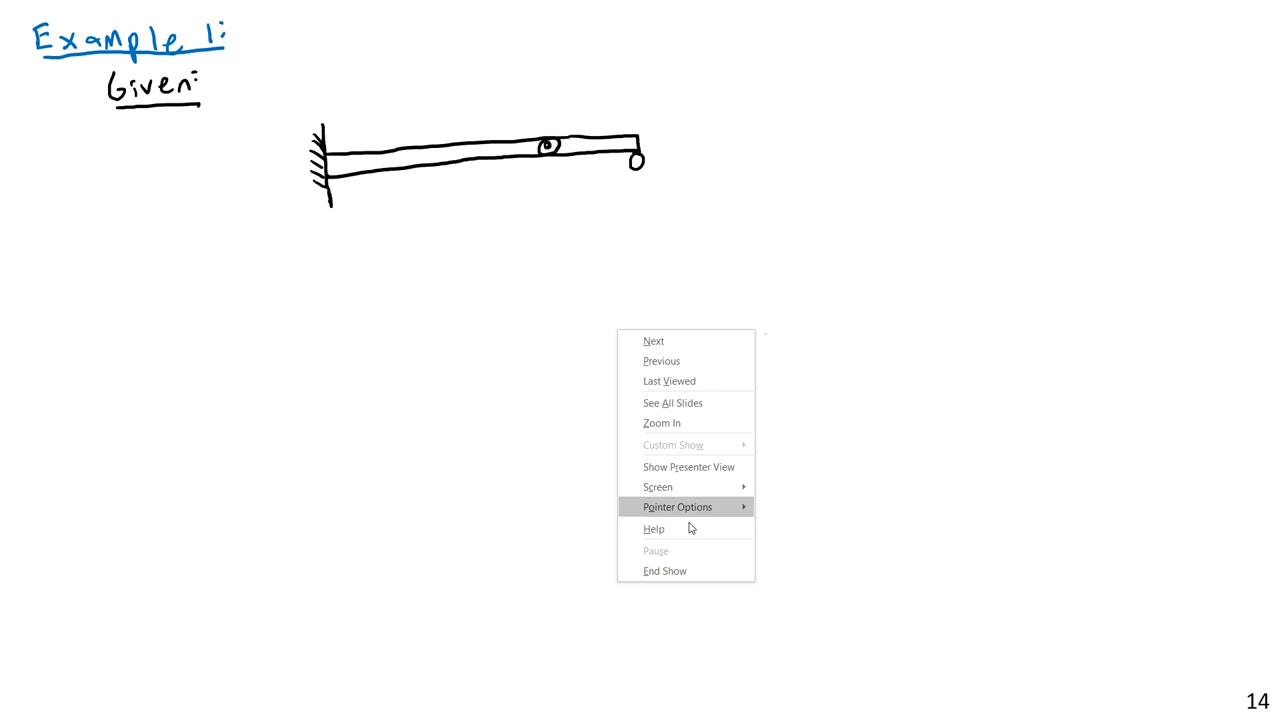 Example 1:
Given:
Next
Previous
Last Viewed
See All Slides
Zoom In
Custom Show
Show Presenter View
Screen
Pointer Options
Help
Pause
End Show
14